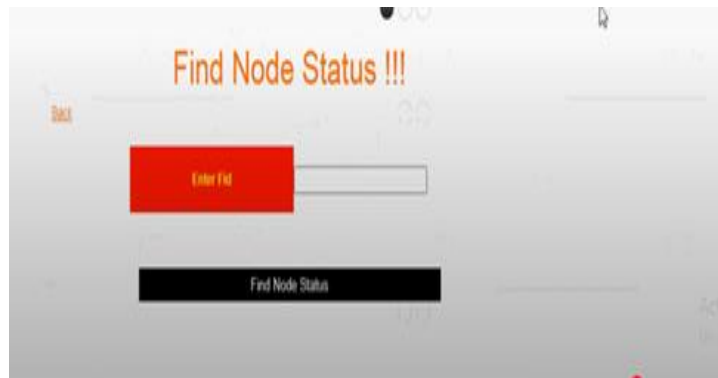 Find Node Status !!!
Back
Enter Fid
Find Node Status